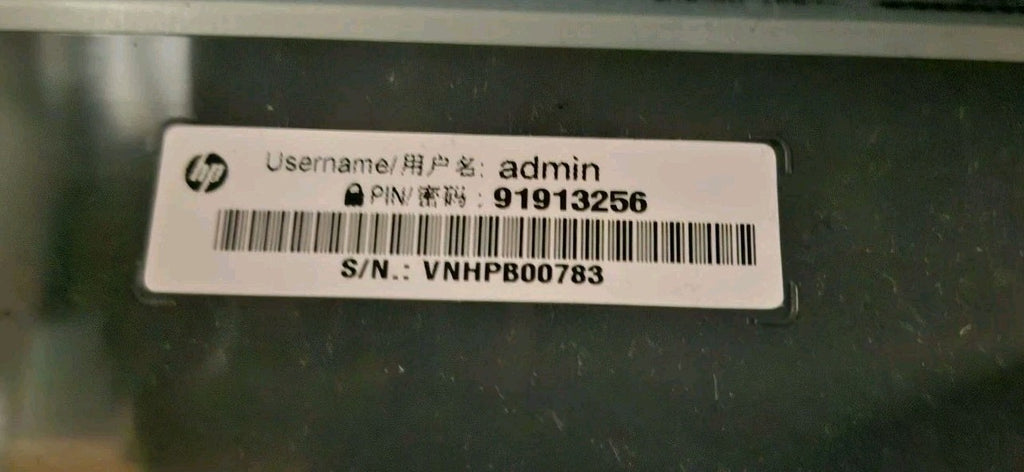 hp
Username/用户名: admin
PIN/密码 : 91913256
S/N.: VNHPB00783